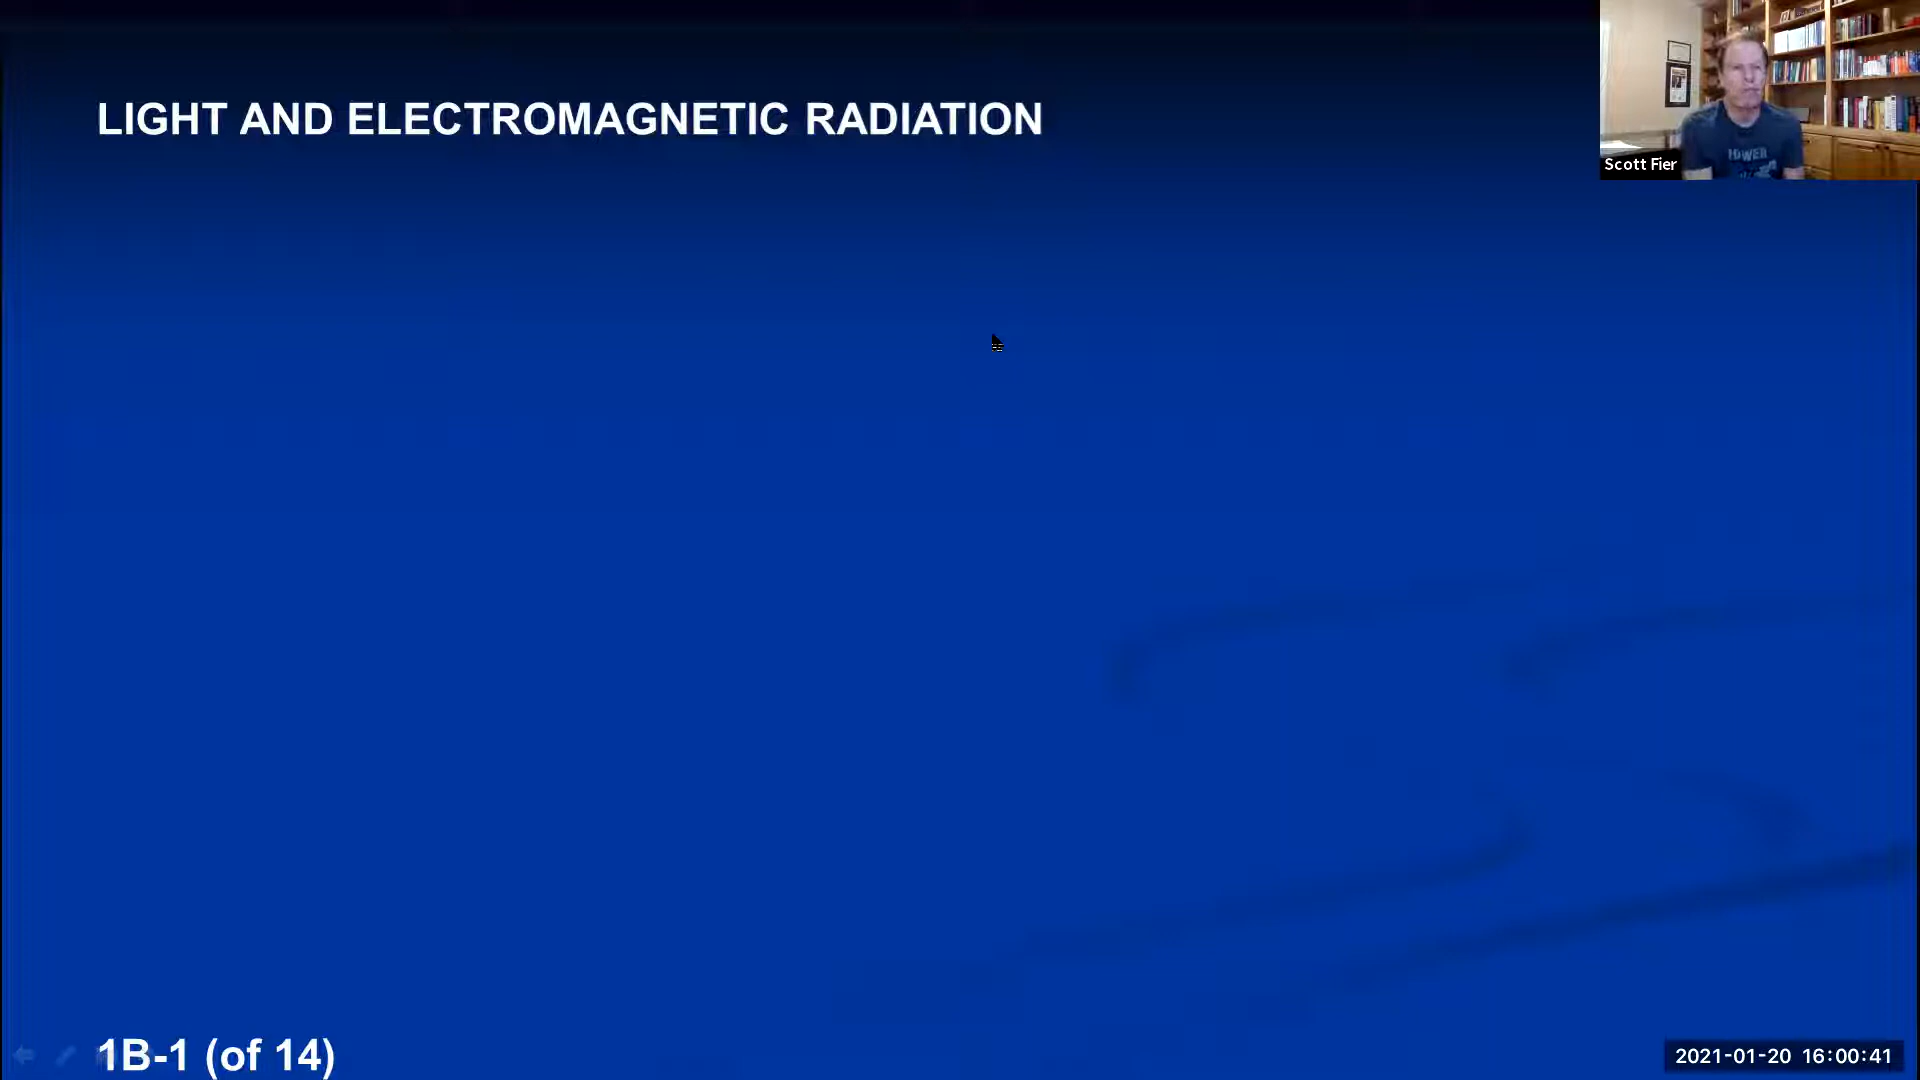 LIGHT AND ELECTROMAGNETIC RADIATION
Scott Fier
1B-1 (of 14)
2021-01-20 16:00:41